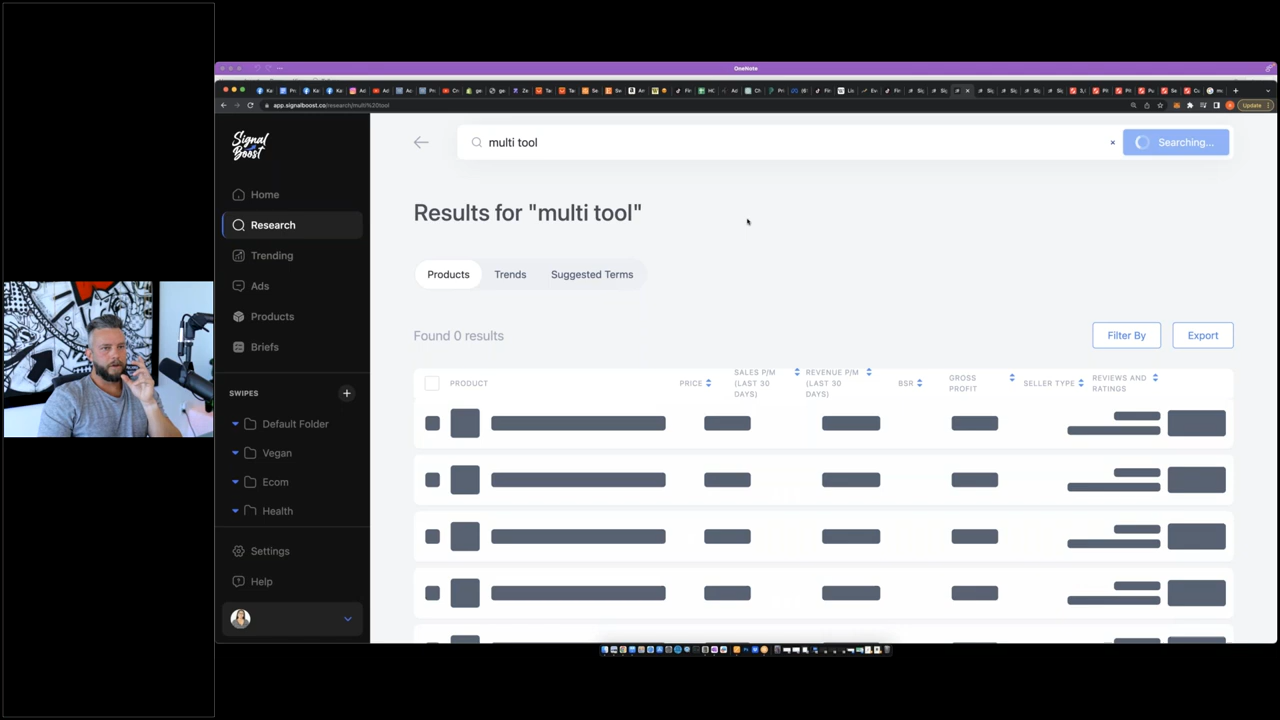 OneNote
app.signalboost.co/research/multi%20tool
Update
Signal
Boost
multi tool
Searching...
Home
Research
Trending
Ads
Products
Briefs
SWIPES
Default Folder
Vegan
Ecom
Health
Settings
Help
Results for "multi tool"
Products
Trends
Suggested Terms
Found 0 results
Filter By
Export
PRODUCT
PRICE
SALES P/M
(LAST 30
DAYS)
REVENUE P/M
(LAST 30
DAYS)
BSR
GROSS
PROFIT
SELLER TYPE
REVIEWS AND
RATINGS